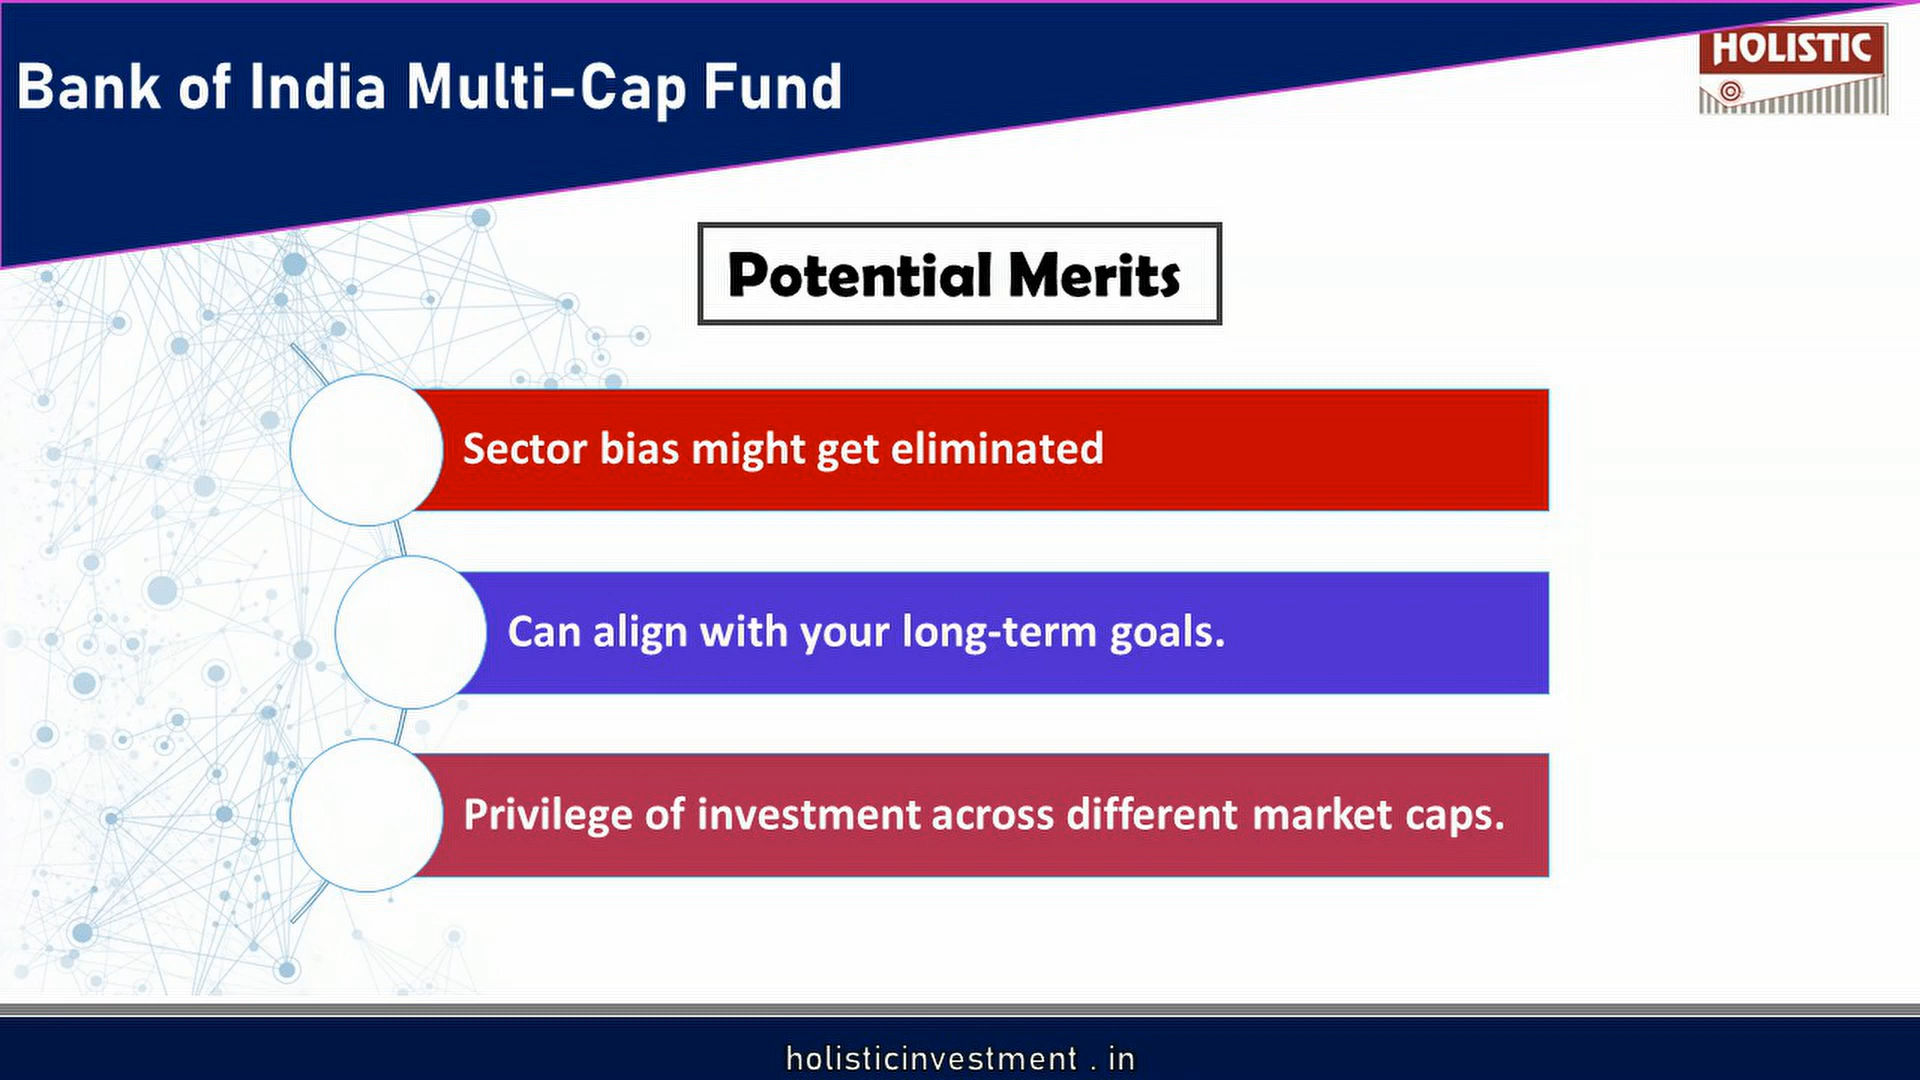 Bank of India Multi-Cap Fund
HOLISTIC
Potential Merits
Sector bias might get eliminated
Can align with your long-term goals.
Privilege of investment across different market caps.
holisticinvestment . in